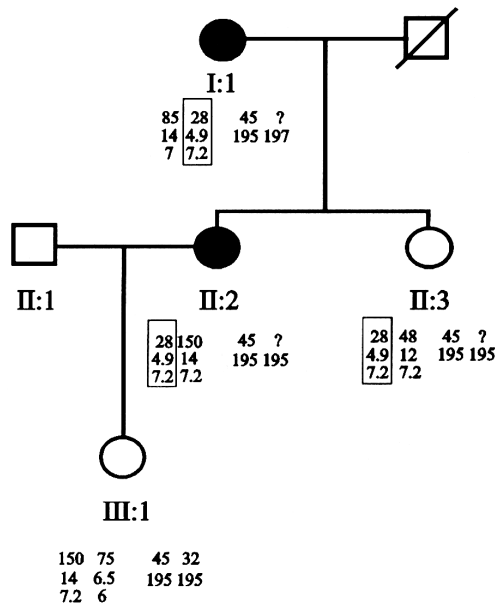 I:1
85 28 45 ?
14 4.9 195 197
7 7.2
II:1 II:2 II:3
28 150 45 ?
4.9 14 195 195
7.2 7.2
28 48 45 ?
4.9 12 195 195
7.2 7.2
III:1
150 75 45 32
14 6.5 195 195
7.2 6